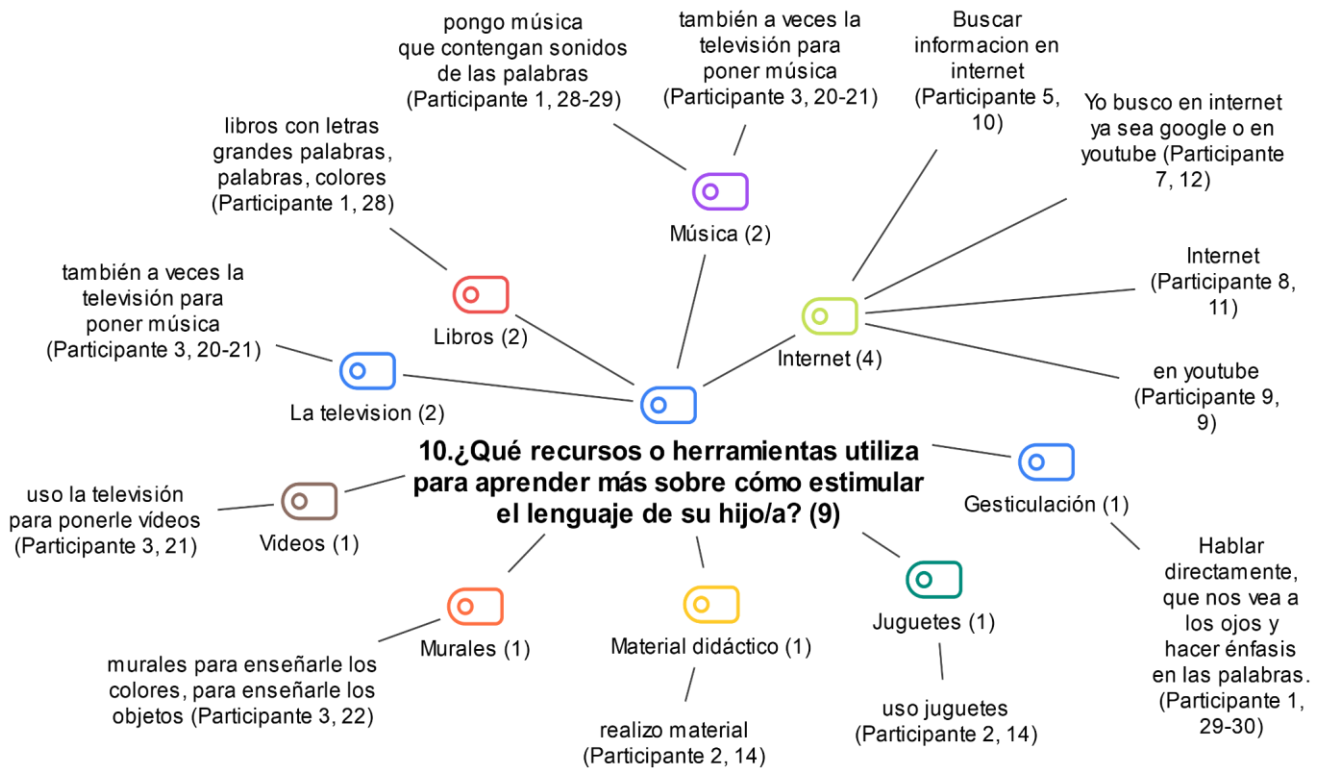 pongo música
que contengan sonidos
de las palabras
(Participante 1, 28-29)
también a veces la
televisión para
poner música
(Participante 3, 20-21)
Buscar
informacion en
internet
(Participante 5,
10)
Yo busco en internet
ya sea google o en
youtube (Participante
7, 12)
libros con letras
grandes palabras,
palabras, colores
(Participante 1, 28)
Música (2)
también a veces la
televisión para
poner música
(Participante 3, 20-21)
Libros (2)
Internet (4)
Internet
(Participante 8,
11)
La television (2)
en youtube
(Participante 9,
9)
10.¿Qué recursos o herramientas utiliza
para aprender más sobre cómo estimular
el lenguaje de su hijo/a? (9)
Gesticulación (1)
uso la televisión
para ponerle vídeos
(Participante 3, 21)
Videos (1)
Hablar
directamente,
que nos vea a
los ojos y
hacer énfasis
en las palabras.
(Participante 1,
29-30)
Murales (1)
Material didáctico (1)
Juguetes (1)
murales para enseñarle los
colores, para enseñarle los
objetos (Participante 3, 22)
realizo material
(Participante 2, 14)
uso juguetes
(Participante 2, 14)